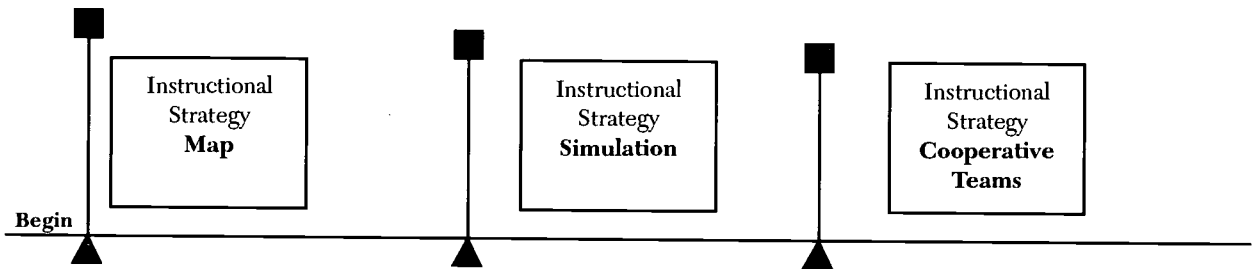 Instructional
Strategy
Map
Instructional
Strategy
Simulation
Instructional
Strategy
Cooperative
Teams
Begin